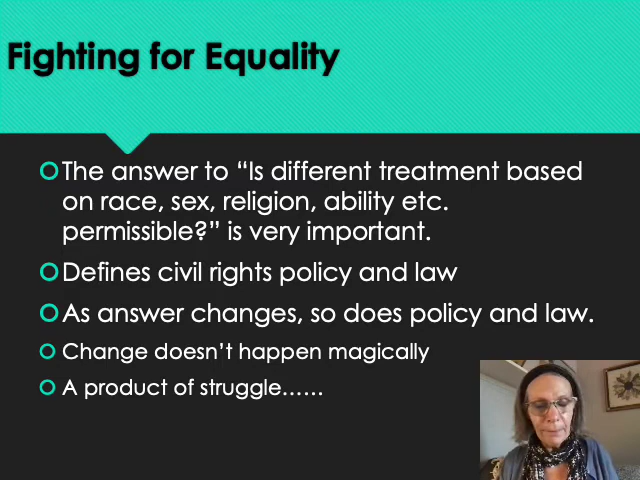 Fighting for Equality
The answer to “Is different treatment based
on race, sex, religion, ability etc.
permissible?” is very important.
Defines civil rights policy and law
As answer changes, so does policy and law.
Change doesn’t happen magically
A product of struggle……